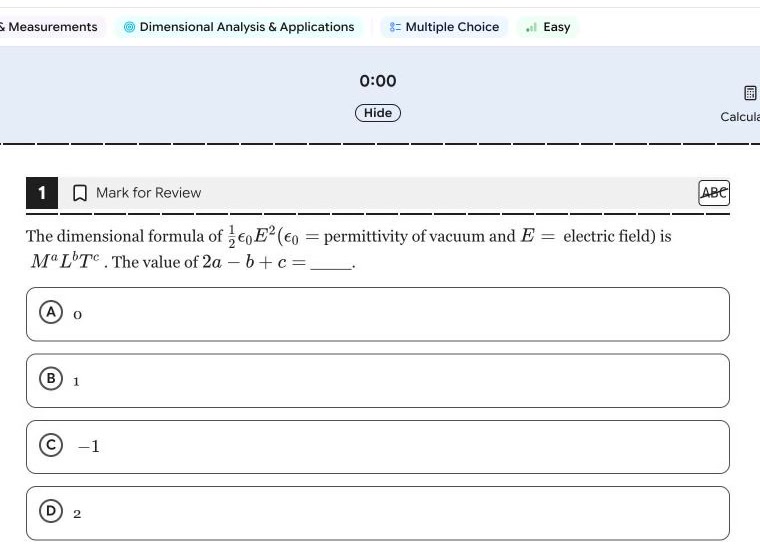 & Measurements Dimensional Analysis & Applications Multiple Choice Easy
0:00
Hide
Calcula
1 Mark for Review ABC
The dimensional formula of ½ϵ₀E²(ϵ₀ = permittivity of vacuum and E = electric field) is
MᵃLᵇTᶜ . The value of 2a − b + c = ____.
A 0
B 1
C −1
D 2